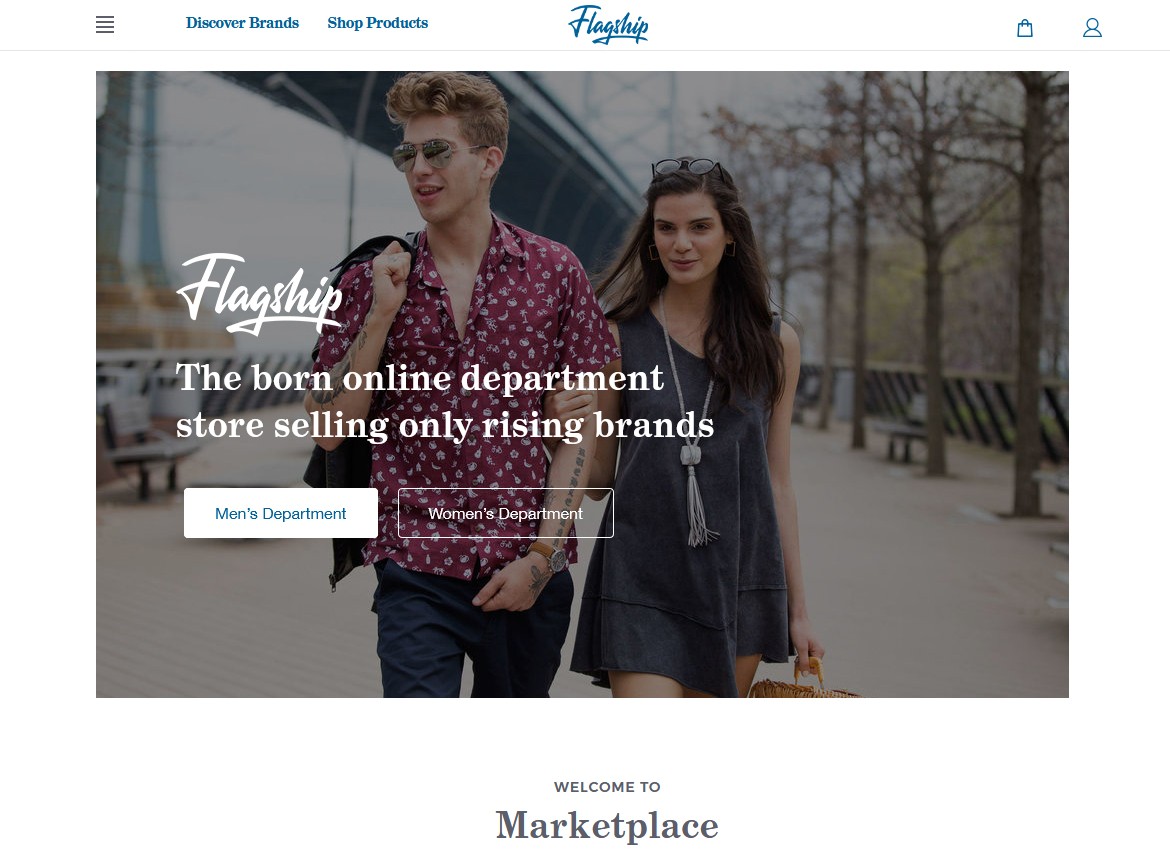 Discover Brands
Shop Products
Flagship
Flagship
The born online department
store selling only rising brands
Men’s Department
Women’s Department
WELCOME TO
Marketplace